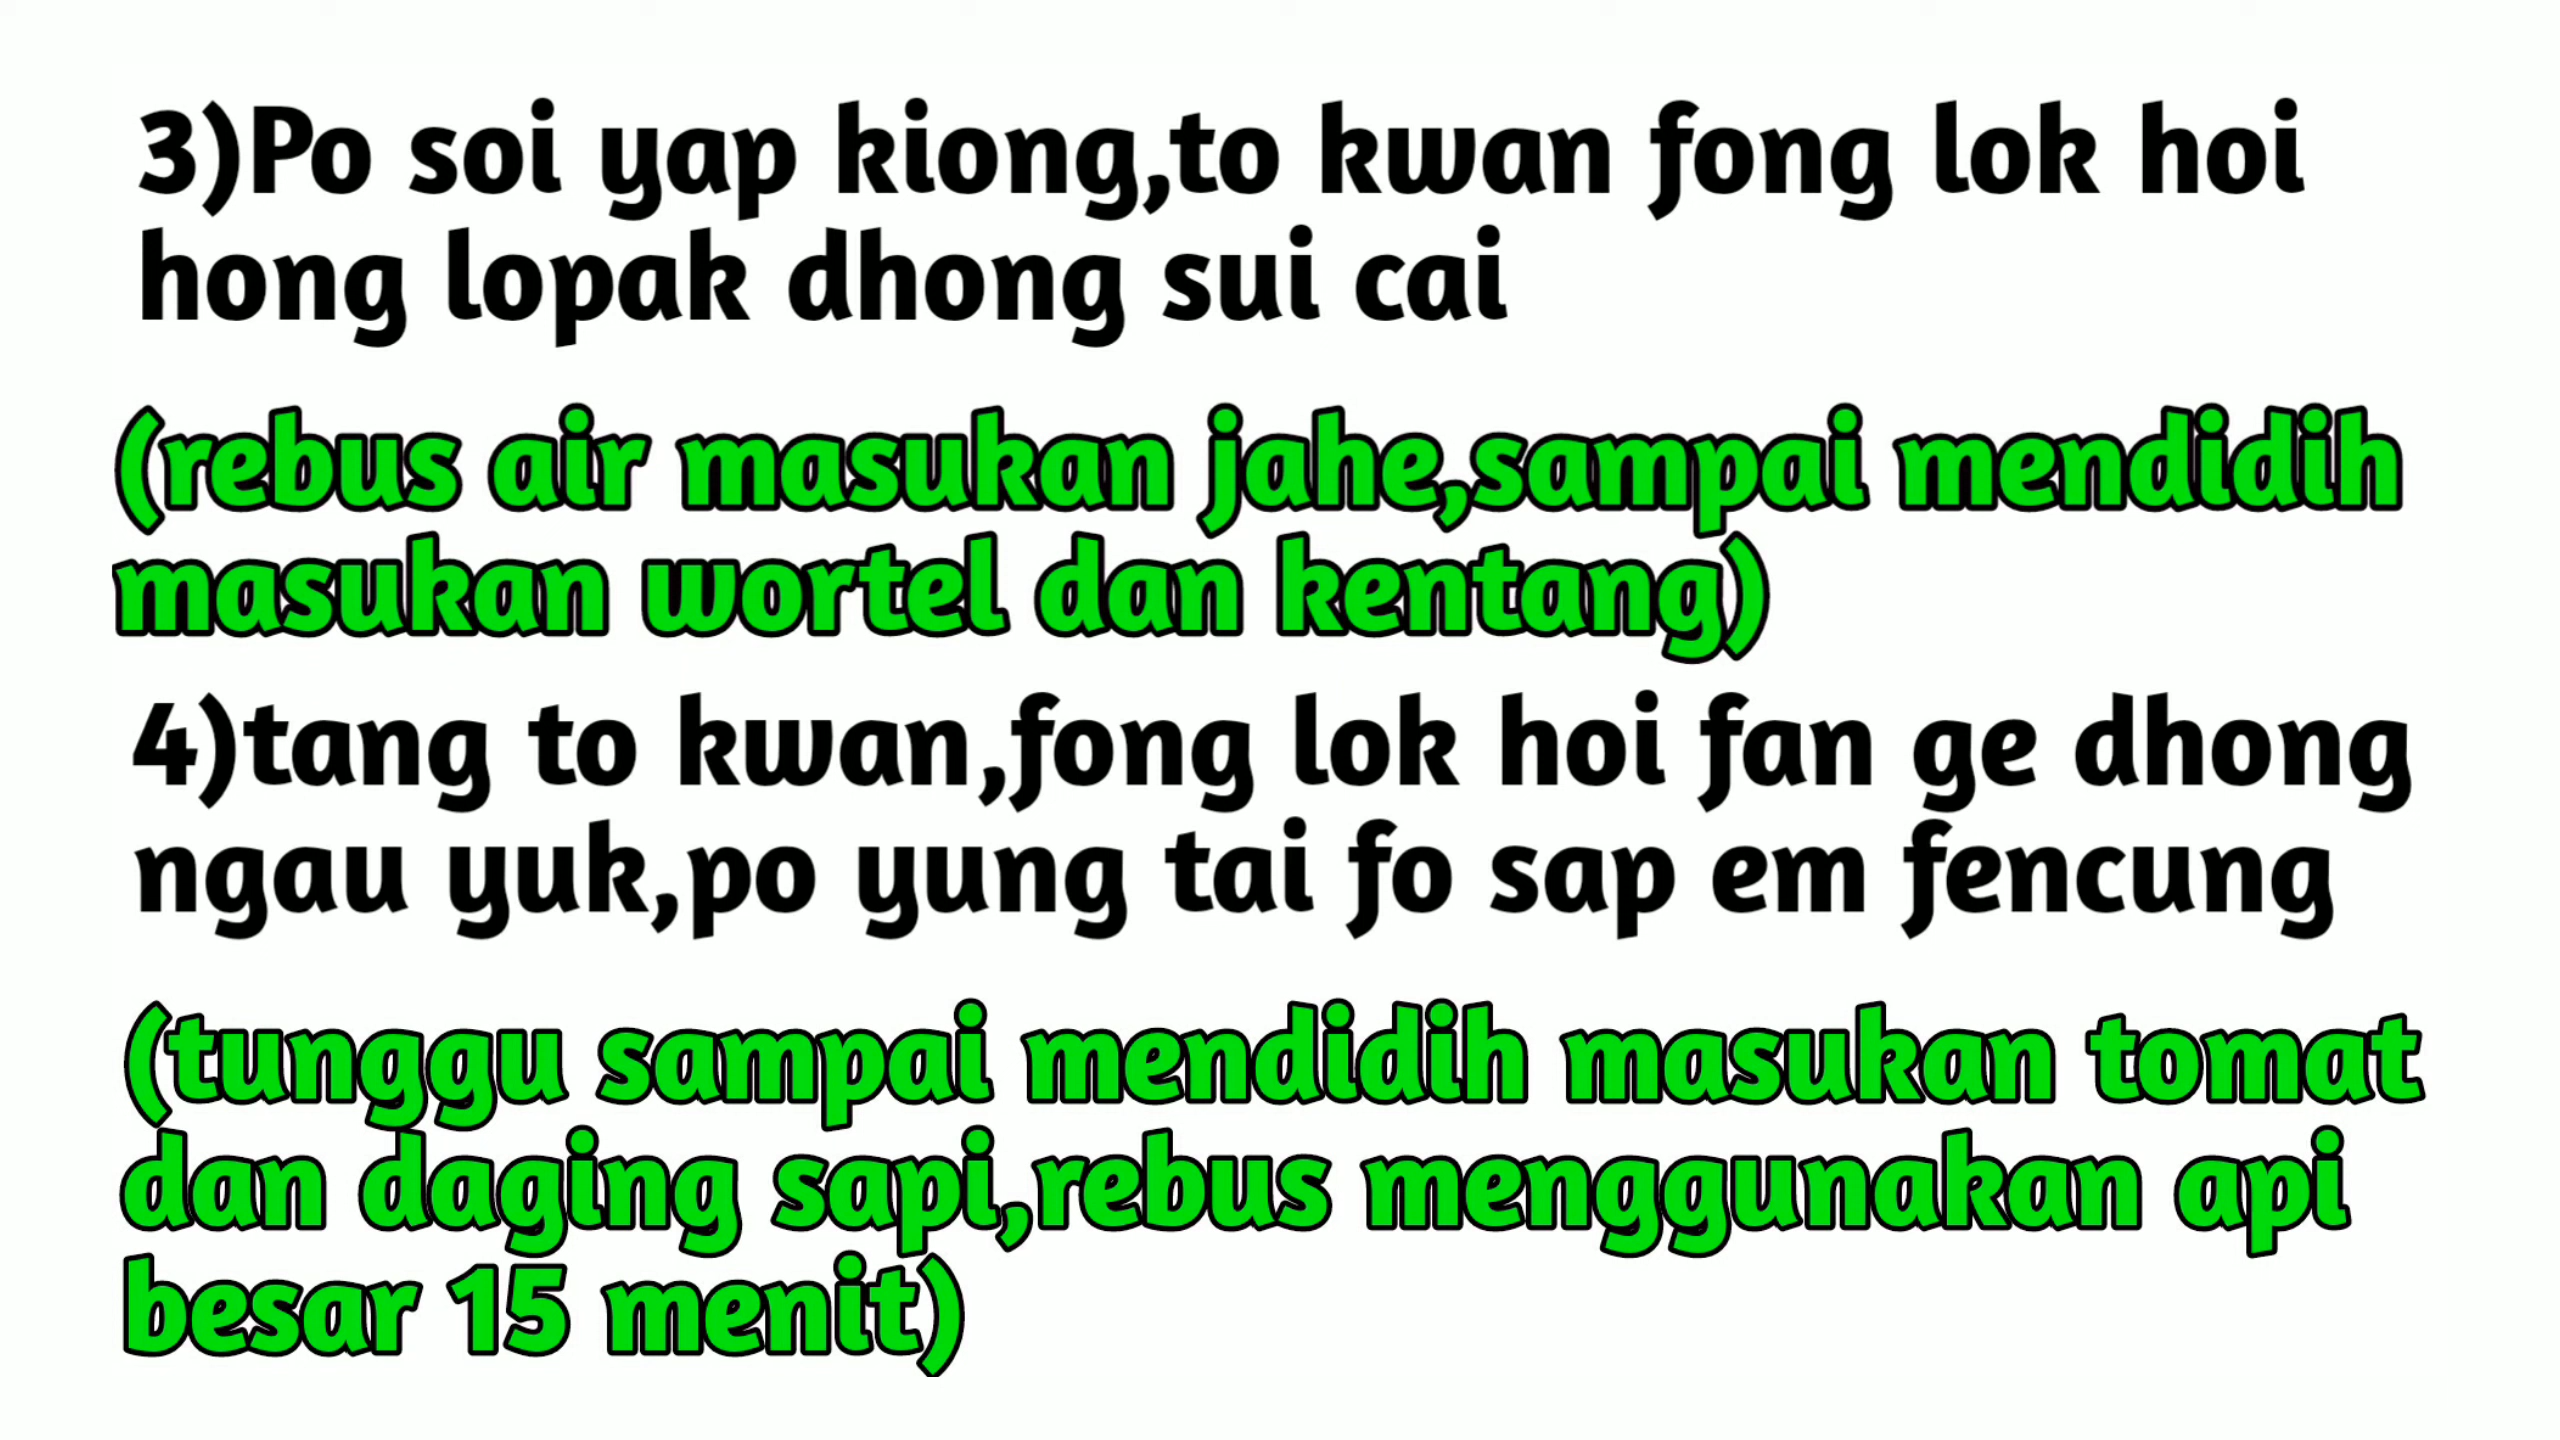 3)Po soi yap kiong,to kwan fong lok hoi
hong lopak dhong sui cai
(rebus air masukan jahe,sampai mendidih
masukan wortel dan kentang)
4)tang to kwan,fong lok hoi fan ge dhong
ngau yuk,po yung tai fo sap em fencung
(tunggu sampai mendidih masukan tomat
dan daging sapi,rebus menggunakan api
besar 15 menit)